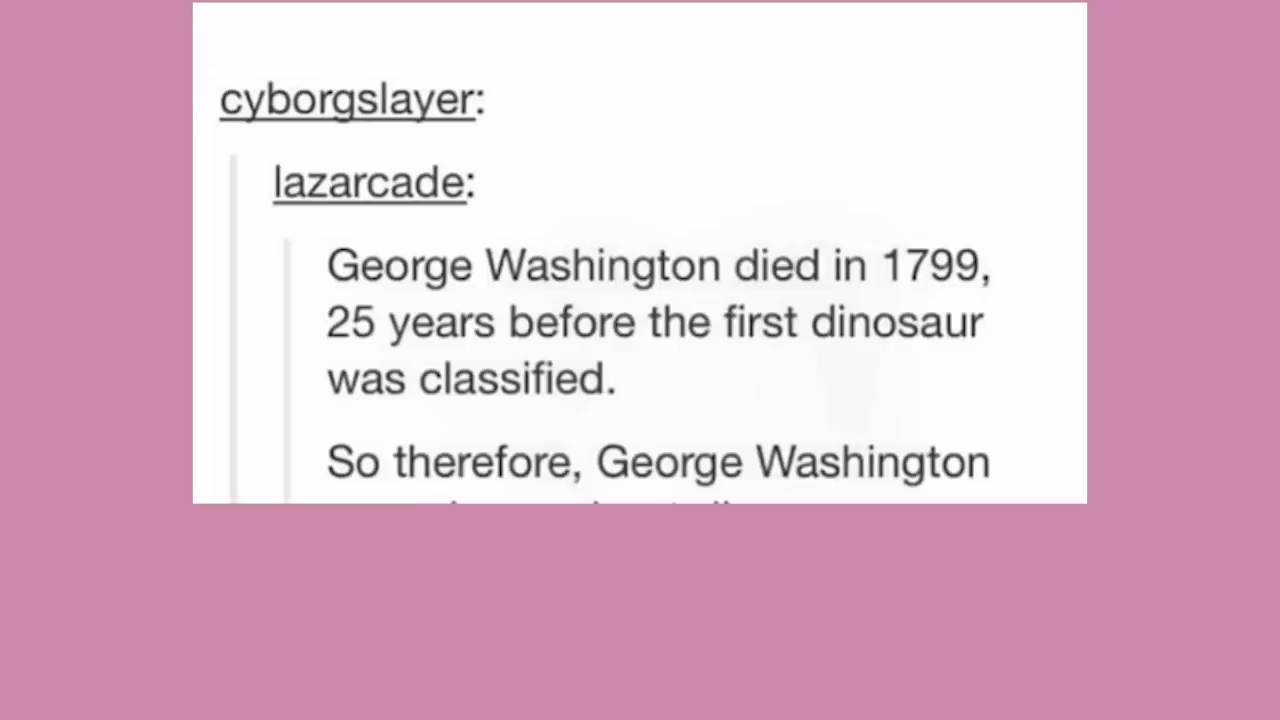 cyborgslayer:
lazarcade:
George Washington died in 1799,
25 years before the first dinosaur
was classified.
So therefore, George Washington